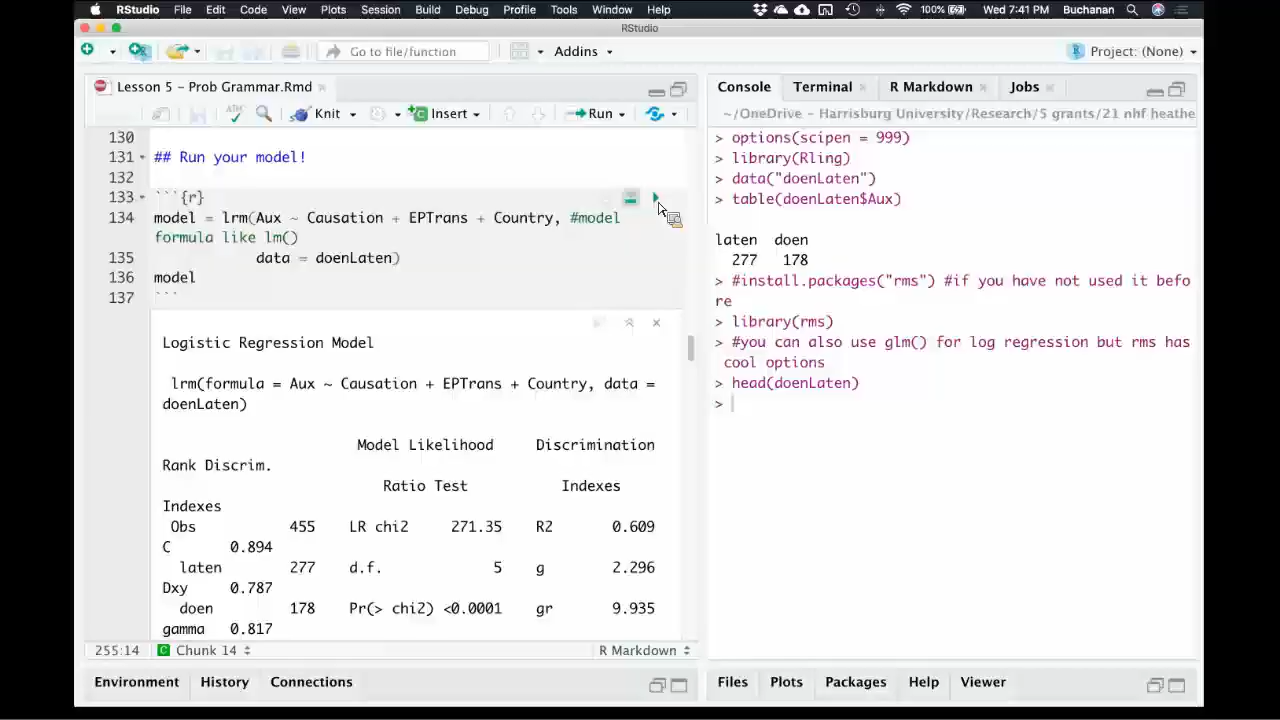 RStudio File Edit Code View Plots Session Build Debug Profile Tools Window Help 100% Wed 7:41 PM Buchanan
RStudio
Go to file/function Addins Project: (None)
Lesson 5 - Prob Grammar.Rmd
Console Terminal R Markdown Jobs
ABC Knit Insert Run
~/OneDrive - Harrisburg University/Research/5 grants/21 nhf heathe
130
131 ## Run your model!
132
133 ```{r}
134 model = lrm(Aux ~ Causation + EPTrans + Country, #model
formula like lm()
135 data = doenLaten)
136 model
137 ```
Logistic Regression Model
lrm(formula = Aux ~ Causation + EPTrans + Country, data =
doenLaten)
Model Likelihood Discrimination
Rank Discrim.
Ratio Test Indexes
Indexes
Obs 455 LR chi2 271.35 R2 0.609
C 0.894
laten 277 d.f. 5 g 2.296
Dxy 0.787
doen 178 Pr(> chi2) <0.0001 gr 9.935
gamma 0.817
255:14 C Chunk 14 R Markdown
> options(scipen = 999)
> library(Rling)
> data("doenLaten")
> table(doenLaten$Aux)
laten doen
277 178
> #install.packages("rms") #if you have not used it befo
re
> library(rms)
> #you can also use glm() for log regression but rms has
cool options
> head(doenLaten)
>
Environment History Connections
Files Plots Packages Help Viewer